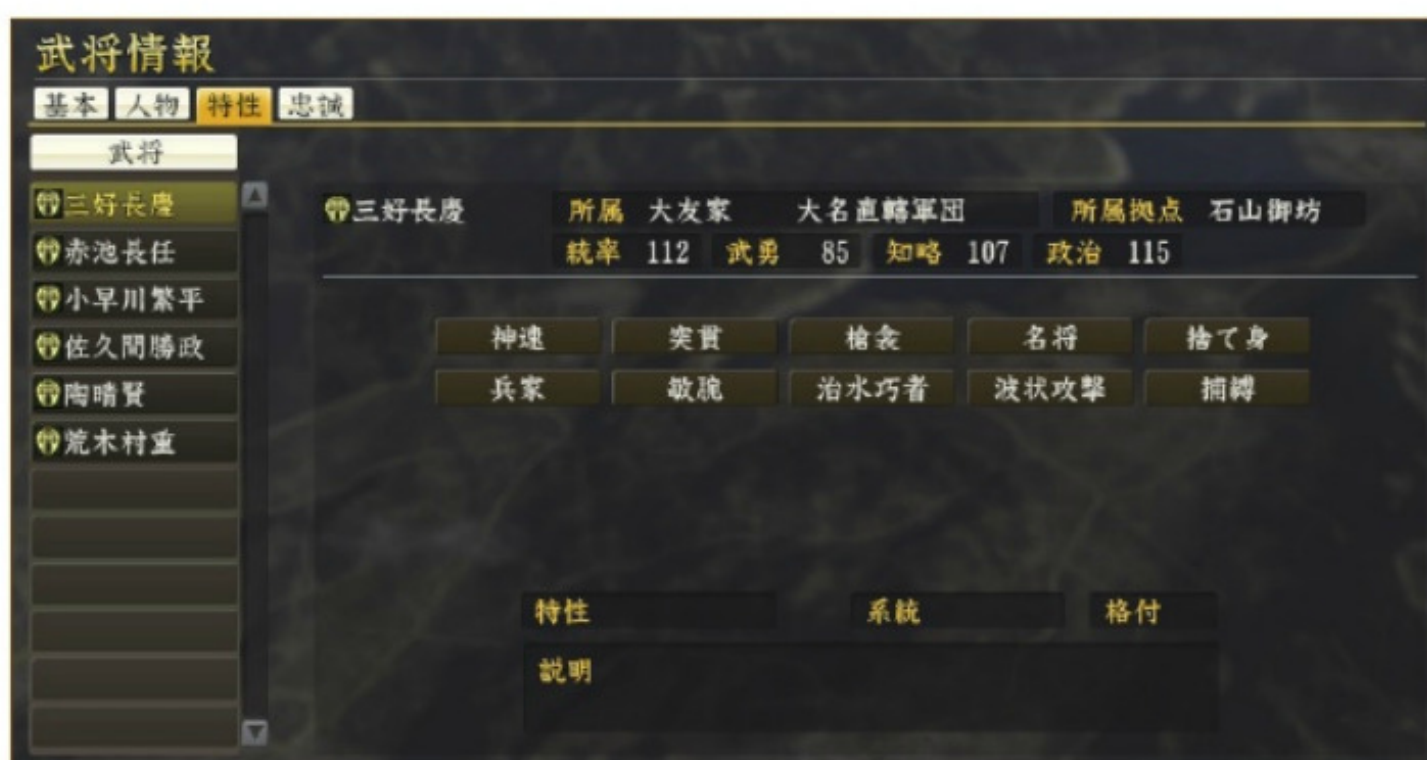 武将情報
基本 人物 特性 忠誠
武将
三好長慶
赤池長任
小早川繁平
佐久間勝政
陶晴賢
荒木村重
三好長慶 所属 大友家 大名直轄軍団 所属拠点 石山御坊
統率 112 武勇 85 知略 107 政治 115
神速 突貫 槍衾 名将 捨て身
兵家 敏腕 治水巧者 波状攻撃 捕縛
特性 系統 格付
説明